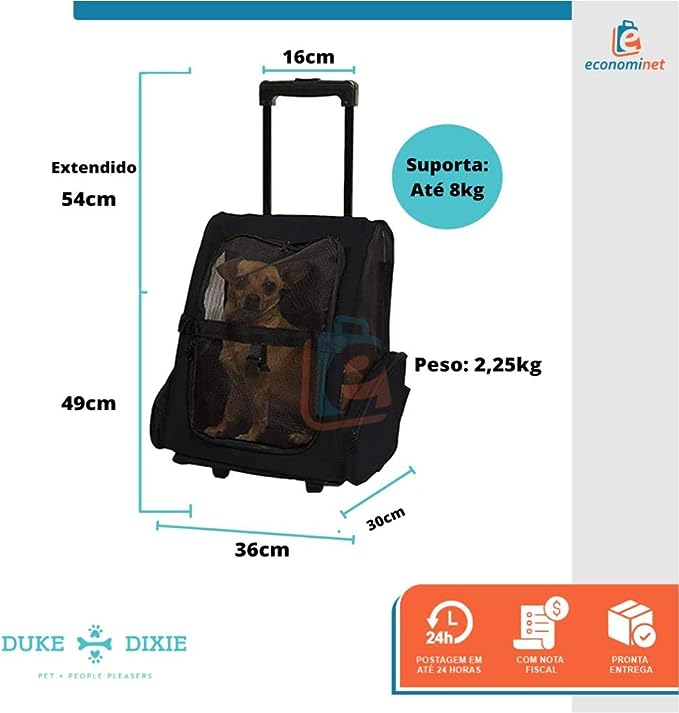 econominet
16cm
Extendido
54cm
Suporta:
Até 8kg
Peso: 2,25kg
49cm
30cm
36cm
DUKE DIXIE
PET + PEOPLE PLEASERS
24h
POSTAGEM EM
ATÉ 24 HORAS
$
COM NOTA
FISCAL
PRONTA
ENTREGA